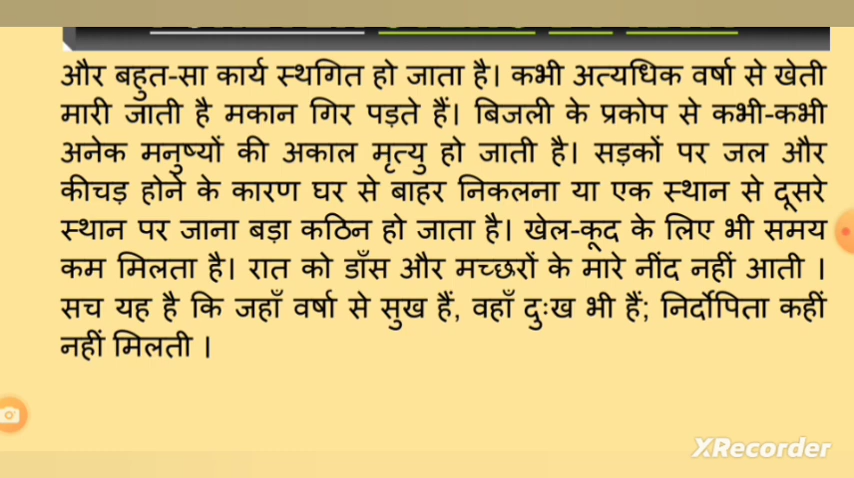 और बहुत-सा कार्य स्थगित हो जाता है। कभी अत्यधिक वर्षा से खेती
मारी जाती है मकान गिर पड़ते हैं। बिजली के प्रकोप से कभी-कभी
अनेक मनुष्यों की अकाल मृत्यु हो जाती है। सड़कों पर जल और
कीचड़ होने के कारण घर से बाहर निकलना या एक स्थान से दूसरे
स्थान पर जाना बड़ा कठिन हो जाता है। खेल-कूद के लिए भी समय
कम मिलता है। रात को डाँस और मच्छरों के मारे नींद नहीं आती ।
सच यह है कि जहाँ वर्षा से सुख हैं, वहाँ दुःख भी हैं; निर्दोपिता कहीं
नहीं मिलती ।
XRecorder